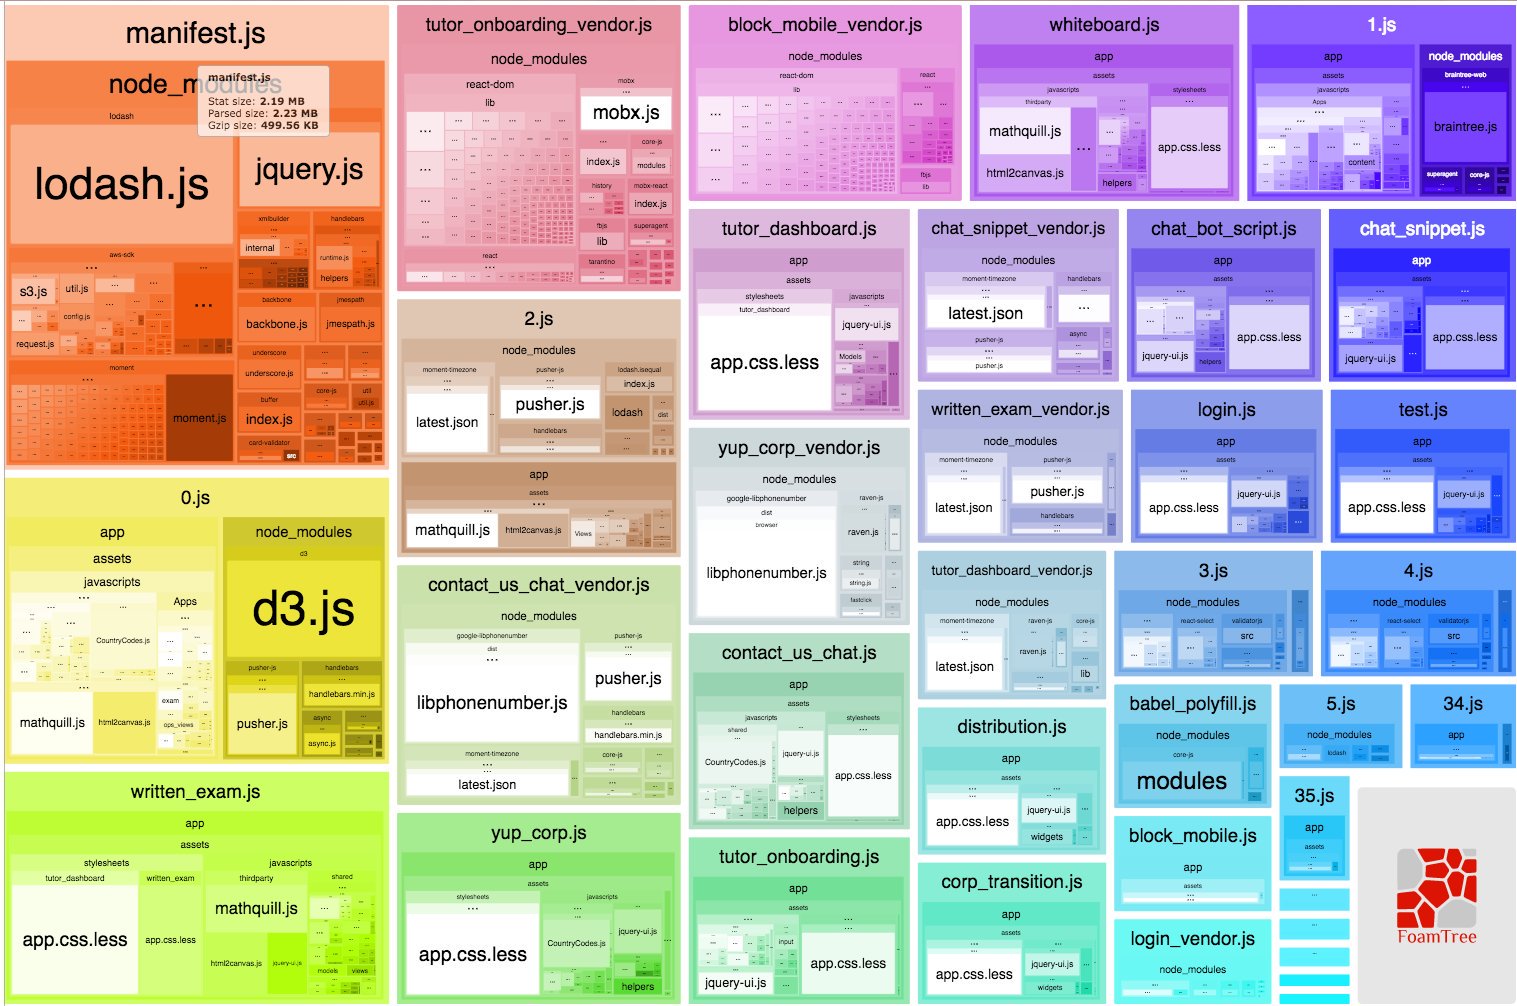 manifest.js
node_modules
manifest.js
Stat size: 2.19 MB
Parsed size: 2.23 MB
Gzip size: 499.56 KB
lodash
lodash.js
jquery.js
xmlbuilder
internal
handlebars
runtime.js
helpers
aws-sck
s3.js
util.js
config.js
request.js
backbone
backbone.js
jmespath
jmespath.js
underscore
underscore.js
buffer
index.js
core-js
util
util.js
card-validator
src
moment
moment.js
0.js
app
assets
javascripts
Apps
CountryCodes.js
exam
ops_views
mathquill.js
html2canvas.js
node_modules
d3
d3.js
pusher-js
pusher.js
handlebars
handlebars.min.js
async
async.js
written_exam.js
app
assets
stylesheets
tutor_dashboard
app.css.less
written_exam
app.css.less
javascripts
thirdparty
mathquill.js
html2canvas.js
jquery-ui.js
shared
models
views
tutor_onboarding_vendor.js
node_modules
react-dom
lib
react
mobx
mobx.js
index.js
core-js
modules
history
mobx-react
index.js
fbjs
lib
superagent
tarantino
2.js
node_modules
moment-timezone
latest.json
pusher-js
pusher.js
handlebars
lodash.isequal
index.js
lodash
dist
app
assets
mathquill.js
html2canvas.js
Views
contact_us_chat_vendor.js
node_modules
google-libphonenumber
dist
libphonenumber.js
pusher-js
pusher.js
handlebars
handlebars.min.js
moment-timezone
latest.json
core-js
yup_corp.js
app
assets
stylesheets
app.css.less
javascripts
CountryCodes.js
jquery-ui.js
helpers
block_mobile_vendor.js
node_modules
react-dom
lib
react
fbjs
lib
tutor_dashboard.js
app
assets
stylesheets
tutor_dashboard
app.css.less
javascripts
jquery-ui.js
Models
yup_corp_vendor.js
node_modules
google-libphonenumber
dist
browser
libphonenumber.js
raven-js
raven.js
string
string.js
fastclick
contact_us_chat.js
app
assets
javascripts
shared
CountryCodes.js
jquery-ui.js
helpers
stylesheets
app.css.less
tutor_onboarding.js
app
assets
input
jquery-ui.js
app.css.less
whiteboard.js
app
assets
javascripts
thirdparty
mathquill.js
html2canvas.js
helpers
stylesheets
app.css.less
1.js
app
assets
javascripts
Apps
content
node_modules
braintree-web
braintree.js
superagent
core-js
chat_snippet_vendor.js
node_modules
moment-timezone
latest.json
handlebars
pusher-js
pusher.js
async
chat_bot_script.js
app
assets
jquery-ui.js
helpers
app.css.less
chat_snippet.js
app
assets
jquery-ui.js
app.css.less
written_exam_vendor.js
node_modules
moment-timezone
latest.json
pusher-js
pusher.js
handlebars
login.js
app
assets
app.css.less
jquery-ui.js
test.js
app
assets
app.css.less
jquery-ui.js
tutor_dashboard_vendor.js
node_modules
moment-timezone
latest.json
raven-js
raven.js
core-js
lib
3.js
node_modules
react-select
validatorjs
src
4.js
node_modules
react-select
validatorjs
src
distribution.js
app
assets
app.css.less
jquery-ui.js
widgets
babel_polyfill.js
node_modules
core-js
modules
5.js
node_modules
lodash
34.js
app
35.js
app
assets
block_mobile.js
app
assets
corp_transition.js
app
assets
app.css.less
jquery-ui.js
widgets
login_vendor.js
node_modules
FoamTree